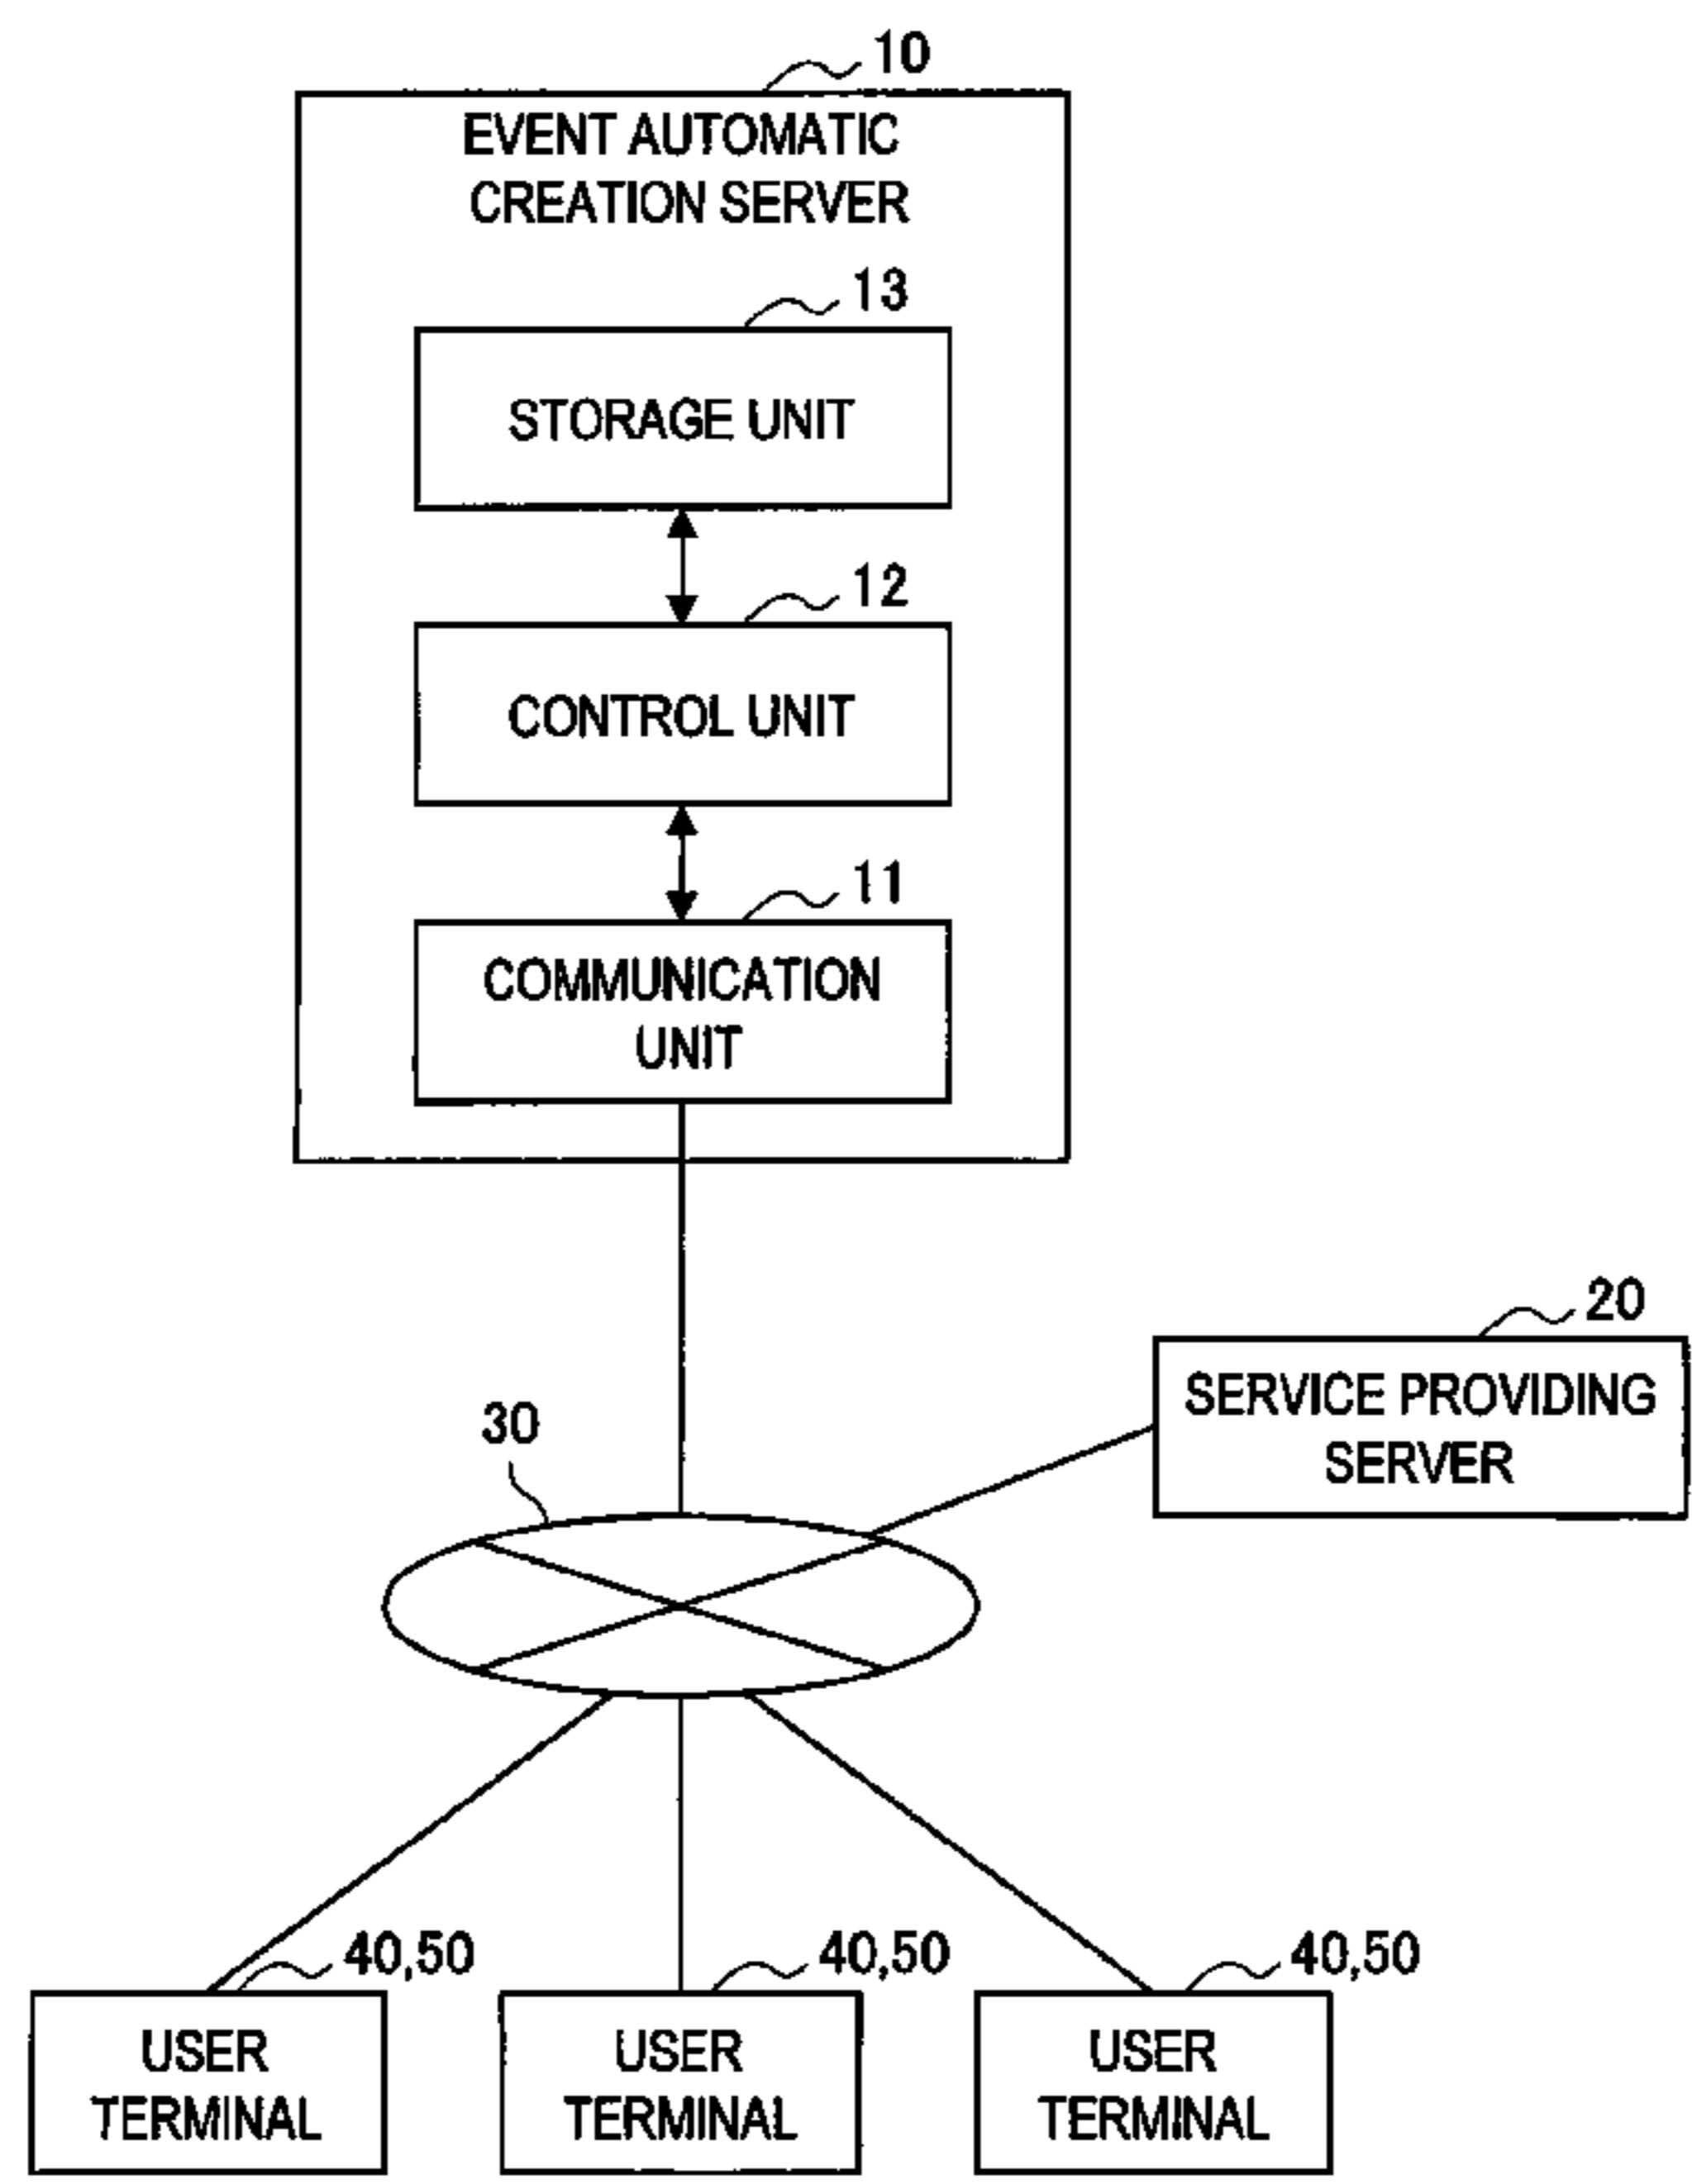 10
EVENT AUTOMATIC
CREATION SERVER
13
STORAGE UNIT
12
CONTROL UNIT
11
COMMUNICATION
UNIT
20
SERVICE PROVIDING
SERVER
30
40,50
40,50
40,50
USER
TERMINAL
USER
TERMINAL
USER
TERMINAL